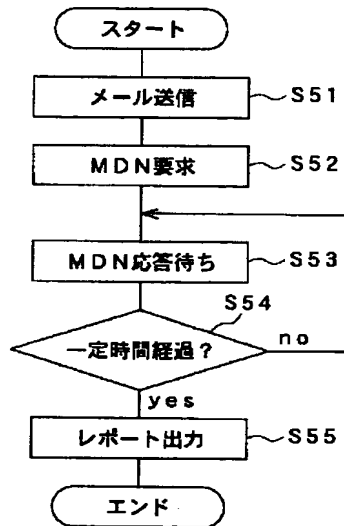 スタート
メール送信 S51
MDN要求 S52
MDN応答待ち S53
S54
一定時間経過? no
yes
レポート出力 S55
エンド